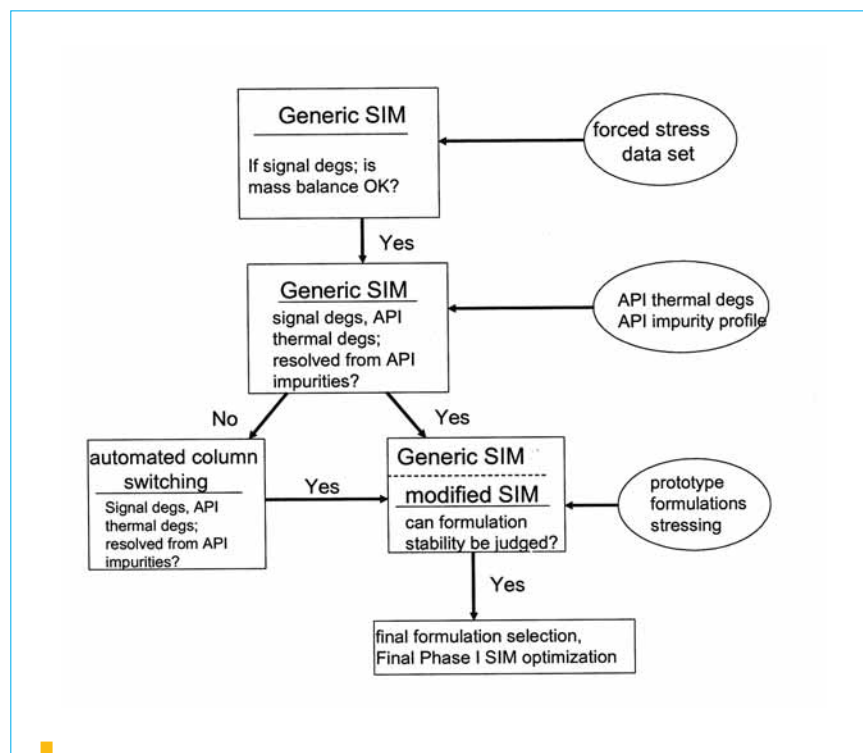 Generic SIM
If signal degs; is
mass balance OK?
forced stress
data set
Yes
Generic SIM
signal degs, API
thermal degs;
resolved from API
impurities?
API thermal degs
API impurity profile
No
Yes
automated column
switching
Signal degs, API
thermal degs;
resolved from API
impurities?
Yes
Generic SIM
modified SIM
can formulation
stability be judged?
prototype
formulations
stressing
Yes
final formulation selection,
Final Phase I SIM optimization